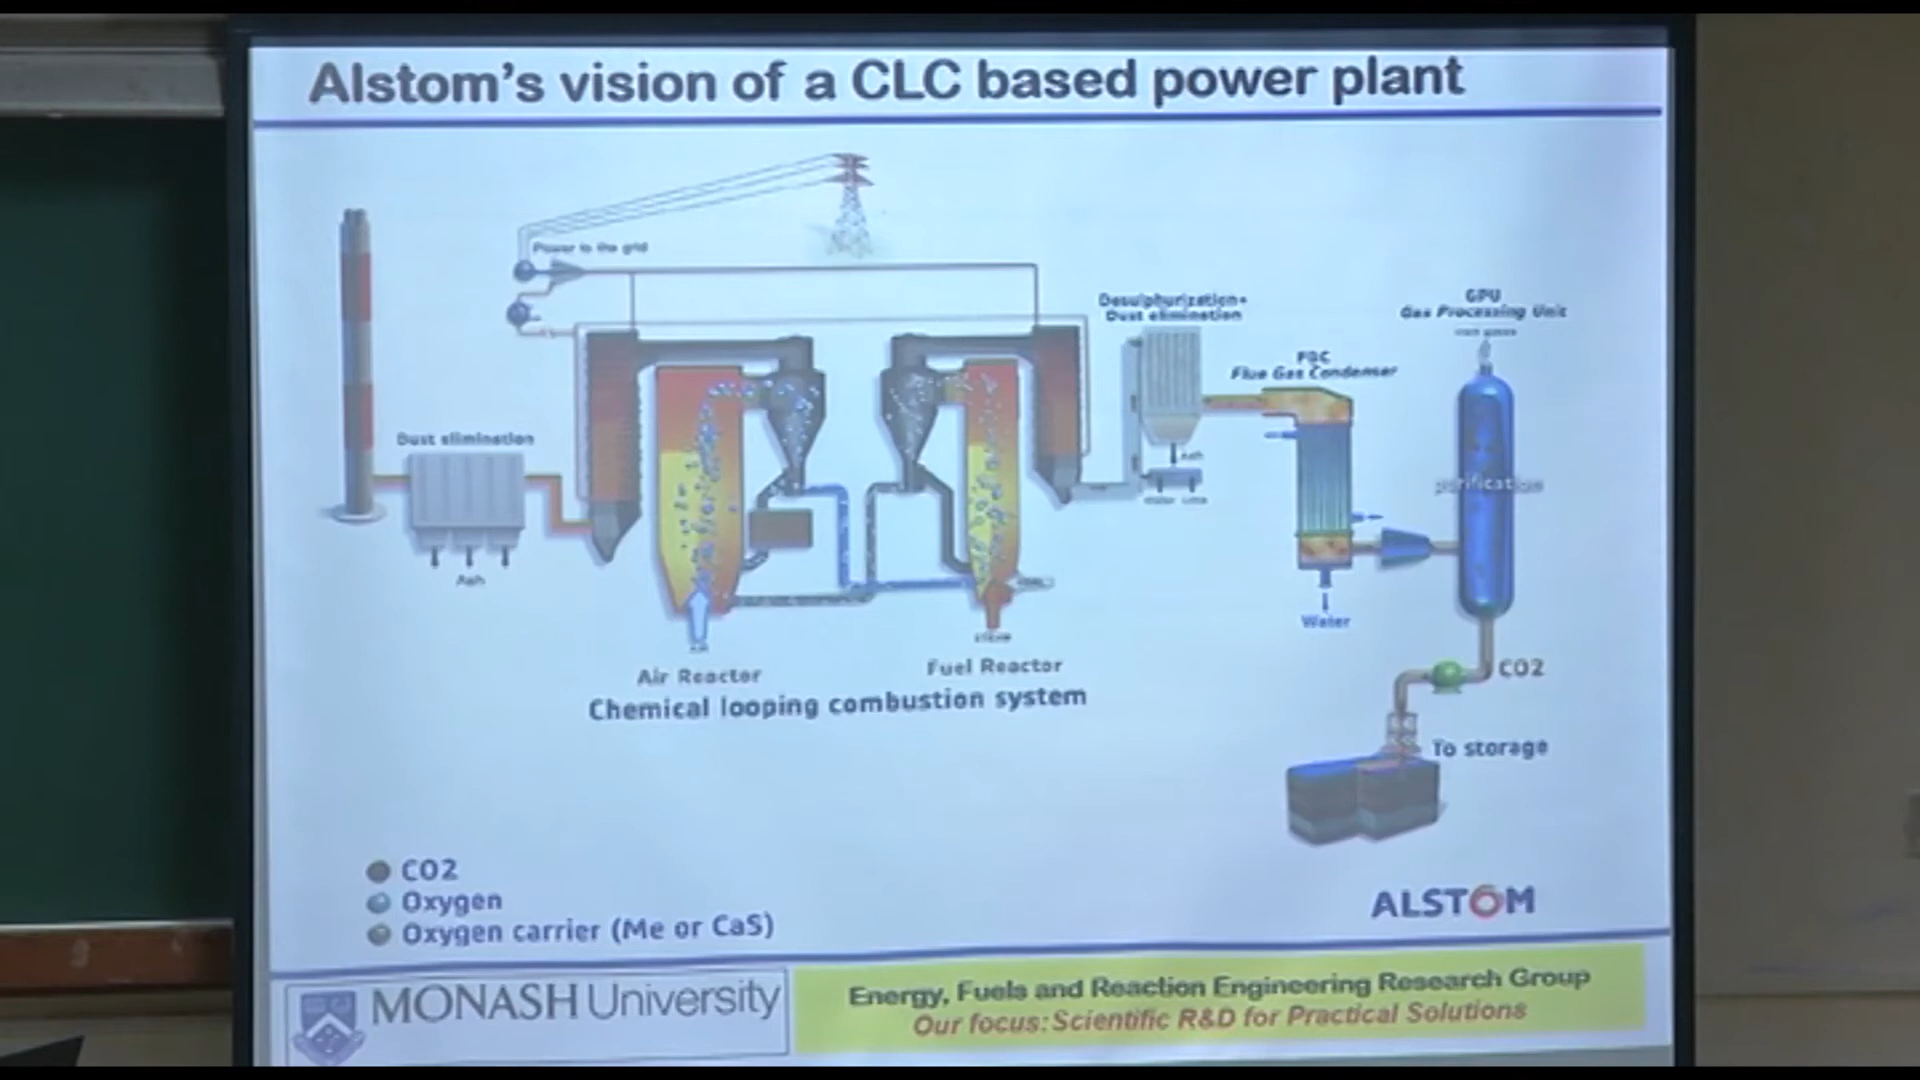 Alstom's vision of a CLC based power plant
Power to the grid
Desulphurization+
Dust elimination
GPU
Gas Processing Unit
FGC
Flue Gas Condenser
Dust elimination
Ash
Ash
purification
Water
Air Reactor
Fuel Reactor
Chemical looping combustion system
CO2
To storage
CO2
Oxygen
Oxygen carrier (Me or CaS)
ALSTOM
MONASH University
Energy, Fuels and Reaction Engineering Research Group
Our focus: Scientific R&D for Practical Solutions